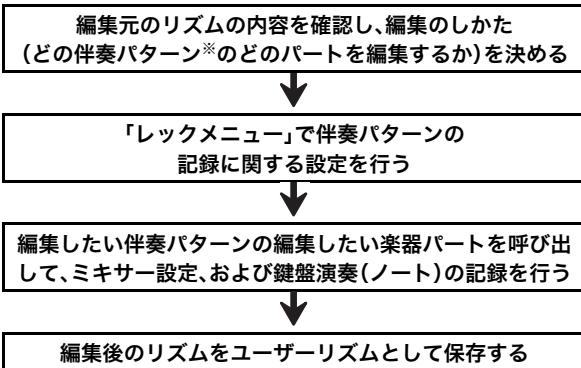 編集元のリズムの内容を確認し、編集のしかた
（どの伴奏パターン※のどのパートを編集するか）を決める
「レックメニュー」で伴奏パターンの
記録に関する設定を行う
編集したい伴奏パターンの編集したい楽器パートを呼び出
して、ミキサー設定、および鍵盤演奏（ノート）の記録を行う
編集後のリズムをユーザーリズムとして保存する